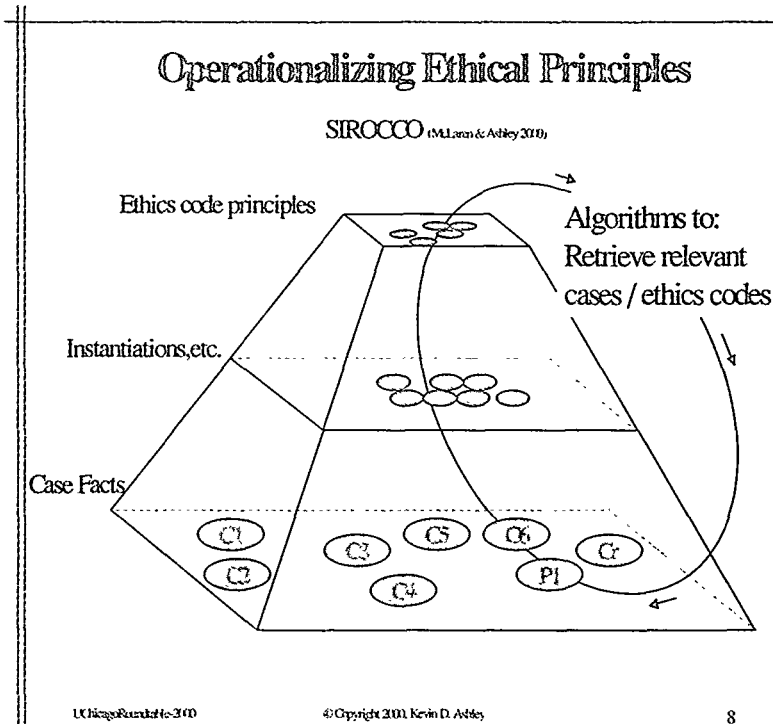 Operationalizing Ethical Principles
SIROCCO (McLaren & Ashley 2000)
Ethics code principles
Algorithms to:
Retrieve relevant
cases / ethics codes
Instantiations,etc.
Case Facts
C1
C2
C3
C4
C5
C6
P1
Cr
UChicagoRoundtable-2000
© Copyright 2000, Kevin D. Ashley
8